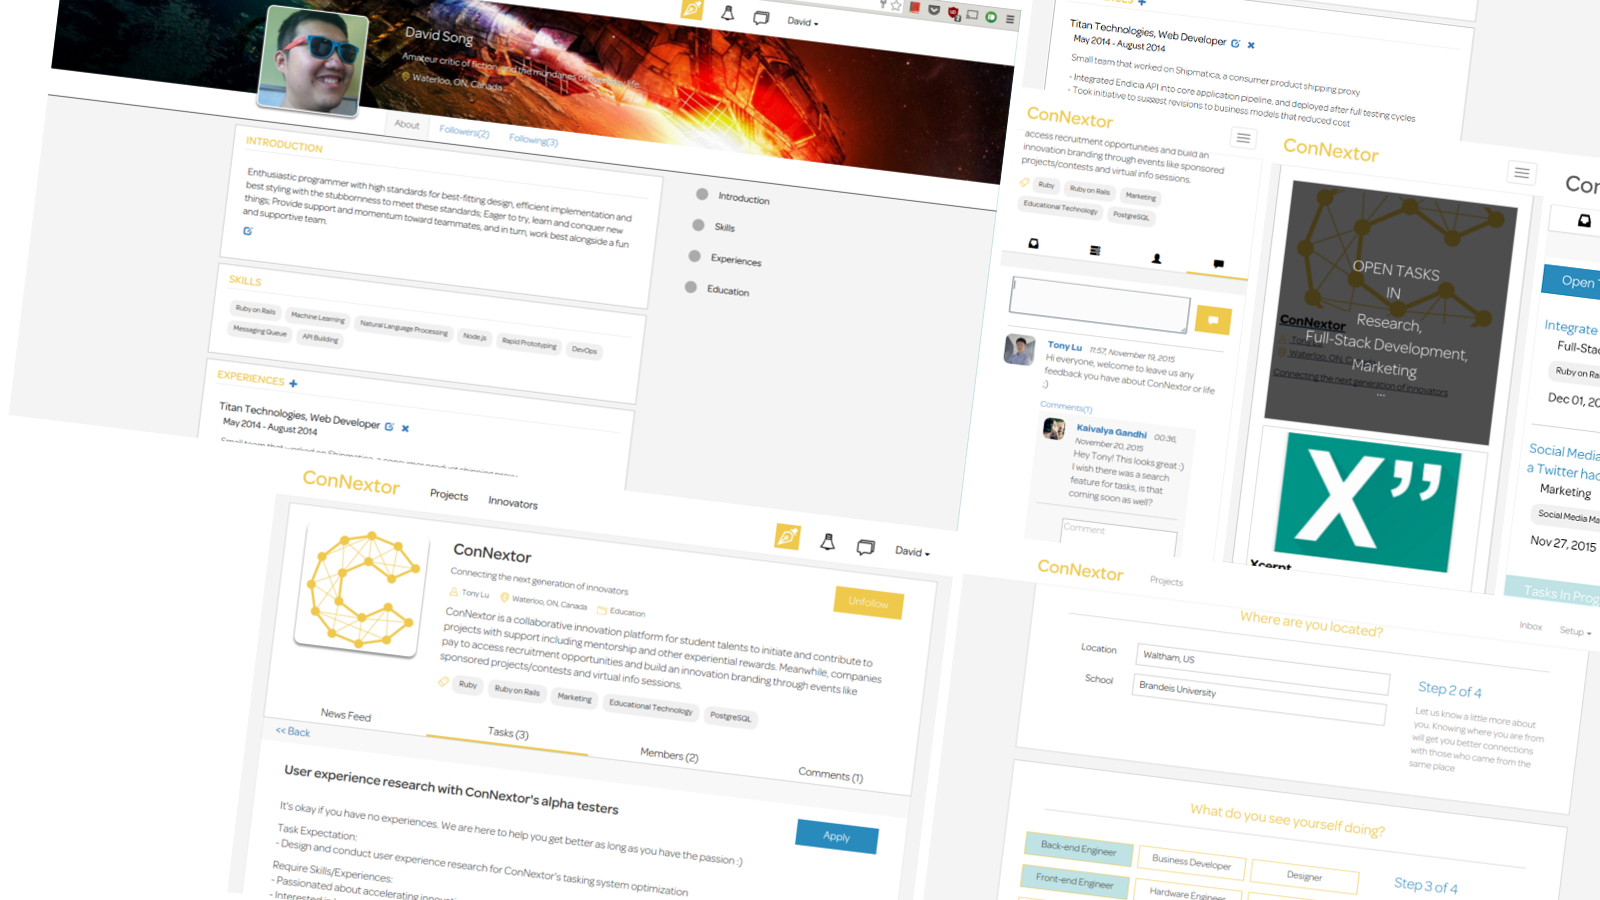 David
David Song
Amateur critic of fiction, and the mundanes of
life.
Waterloo, ON, Canada
About
Followers(2)
Following(3)
INTRODUCTION
Enthusiastic programmer with high standards for best-fitting design, efficient implementation and
best styling with the stubbornness to meet these standards; Eager to try, learn and conquer new
things; Provide support and momentum toward teammates, and in turn, work best alongside a fun
and supportive team.
SKILLS
Ruby on Rails
Machine Learning
Natural Language Processing
Node.js
Rapid Prototyping
DevOps
Messaging Queue
API Building
EXPERIENCES
Titan Technologies, Web Developer
May 2014 - August 2014
Small team that worked on Shipmatica, a consumer product shipping proxy
Introduction
Skills
Experiences
Education
Titan Technologies, Web Developer
May 2014 - August 2014
Small team that worked on Shipmatica, a consumer product shipping proxy
- Integrated Endicia API into core application pipeline, and deployed after full testing cycles
- Took initiative to suggest revisions to business models that reduced cost
ConNextor
access recruitment opportunities and build an
innovation branding through events like sponsored
projects/contests and virtual info sessions.
Ruby
Ruby on Rails
Marketing
Educational Technology
PostgreSQL
Tony Lu 11:57, November 19, 2015
Hi everyone, welcome to leave us any
feedback you have about ConNextor or life
:)
Comments(1)
Kaivalya Gandhi 00:36,
November 20, 2015
Hey Tony! This looks great :)
I wish there was a search
feature for tasks, is that
coming soon as well?
Comment
ConNextor
OPEN TASKS
IN
Research,
Full-Stack Development,
Marketing
...
ConNextor
Tony Lu
Waterloo, ON, C
Connecting the next generation of innovators
X”
Xcerpt
Co
Open T
Integrate
Full-Stac
Ruby on Ra
Dec 01, 20
Social Media
a Twitter hac
Marketing
Social Media Ma
Nov 27, 2015
Tasks In Prog
ConNextor
Projects
Innovators
David
ConNextor
Connecting the next generation of innovators
Tony Lu
Waterloo, ON, Canada
Education
Unfollow
ConNextor is a collaborative innovation platform for student talents to initiate and contribute to
projects with support including mentorship and other experiential rewards. Meanwhile, companies
pay to access recruitment opportunities and build an innovation branding through events like
sponsored projects/contests and virtual info sessions.
Ruby
Ruby on Rails
Marketing
Educational Technology
PostgreSQL
News Feed
Tasks (3)
Members (2)
Comments (1)
<< Back
User experience research with ConNextor's alpha testers
It's okay if you have no experiences. We are here to help you get better as long as you have the passion :)
Apply
Task Expectation:
- Design and conduct user experience research for ConNextor's tasking system optimization
Require Skills/Experiences:
- Passionated about accelerating
- Interested in
ConNextor
Projects
Inbox
Setup
Where are you located?
Location
Waltham, US
School
Brandeis University
Step 2 of 4
Let us know a little more about
you. Knowing where you are from
will get you better connections
with those who came from the
same place
What do you see yourself doing?
Back-end Engineer
Business Developer
Designer
Front-end Engineer
Hardware Engineer
Step 3 of 4